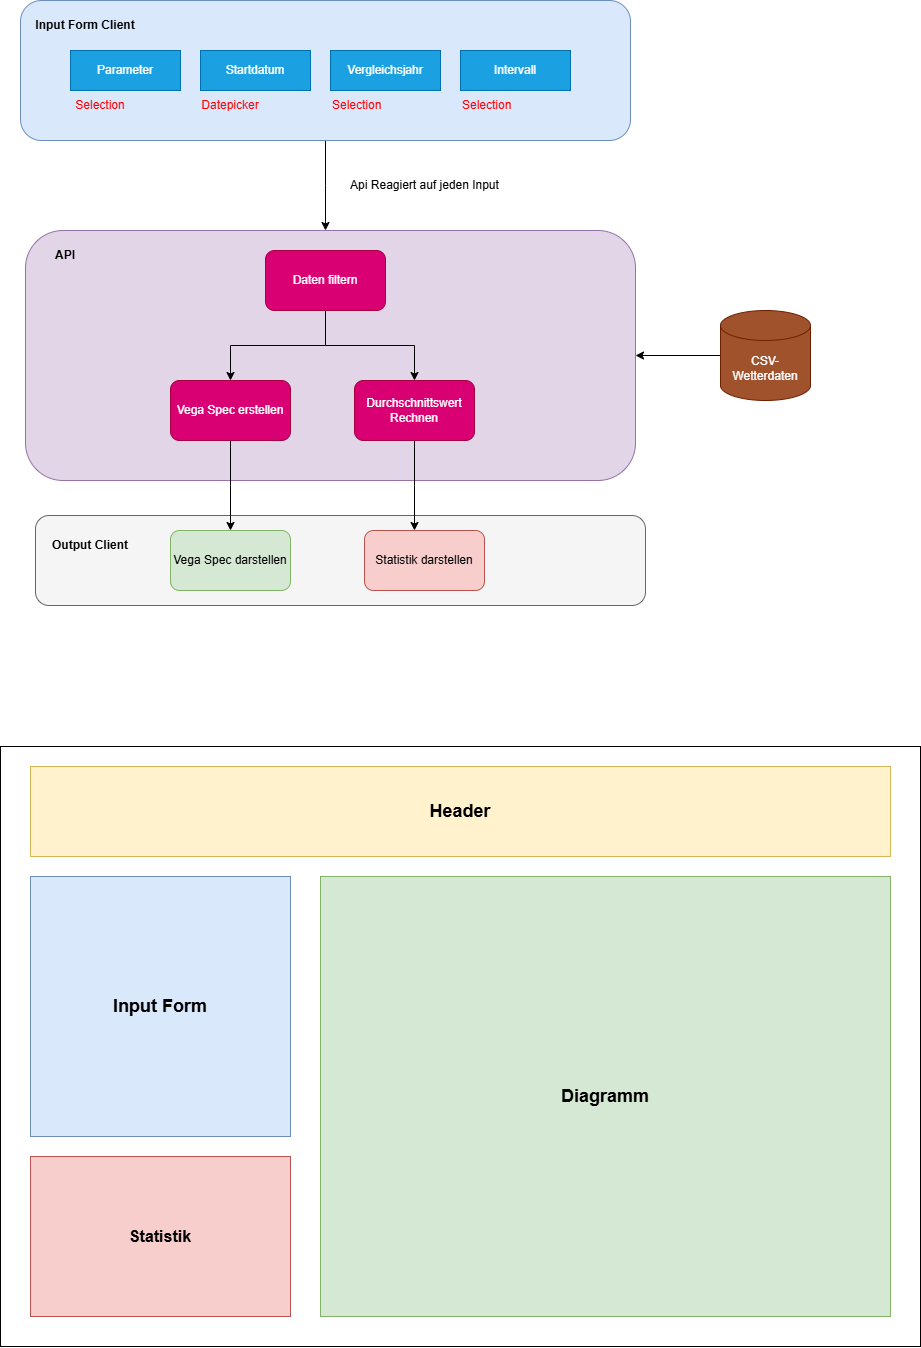 Input Form Client
Parameter
Startdatum
Vergleichsjahr
Intervall
Selection
Datepicker
Selection
Selection
Api Reagiert auf jeden Input
API
Daten filtern
CSV-
Wetterdaten
Vega Spec erstellen
Durchschnittswert
Rechnen
Output Client
Vega Spec darstellen
Statistik darstellen
Header
Input Form
Diagramm
Statistik